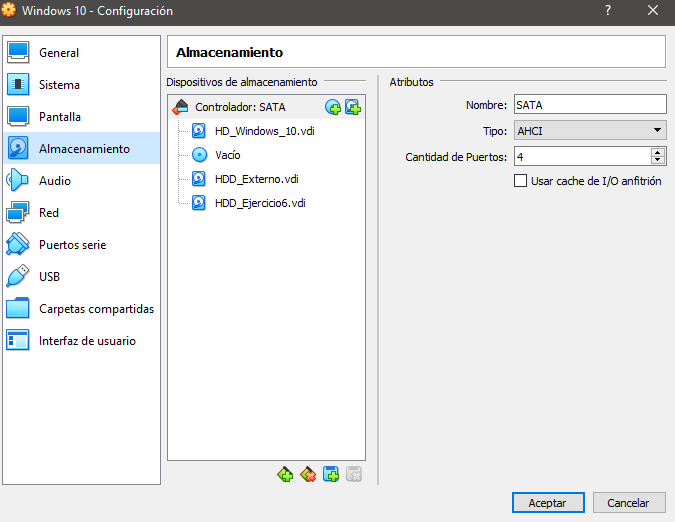 Windows 10 - Configuración
?
General
Sistema
Pantalla
Almacenamiento
Audio
Red
Puertos serie
USB
Carpetas compartidas
Interfaz de usuario
Almacenamiento
Dispositivos de almacenamiento
Controlador: SATA
HD_Windows_10.vdi
Vacío
HDD_Externo.vdi
HDD_Ejercicio6.vdi
Atributos
Nombre: SATA
Tipo: AHCI
Cantidad de Puertos: 4
Usar cache de I/O anfitrión
Aceptar
Cancelar